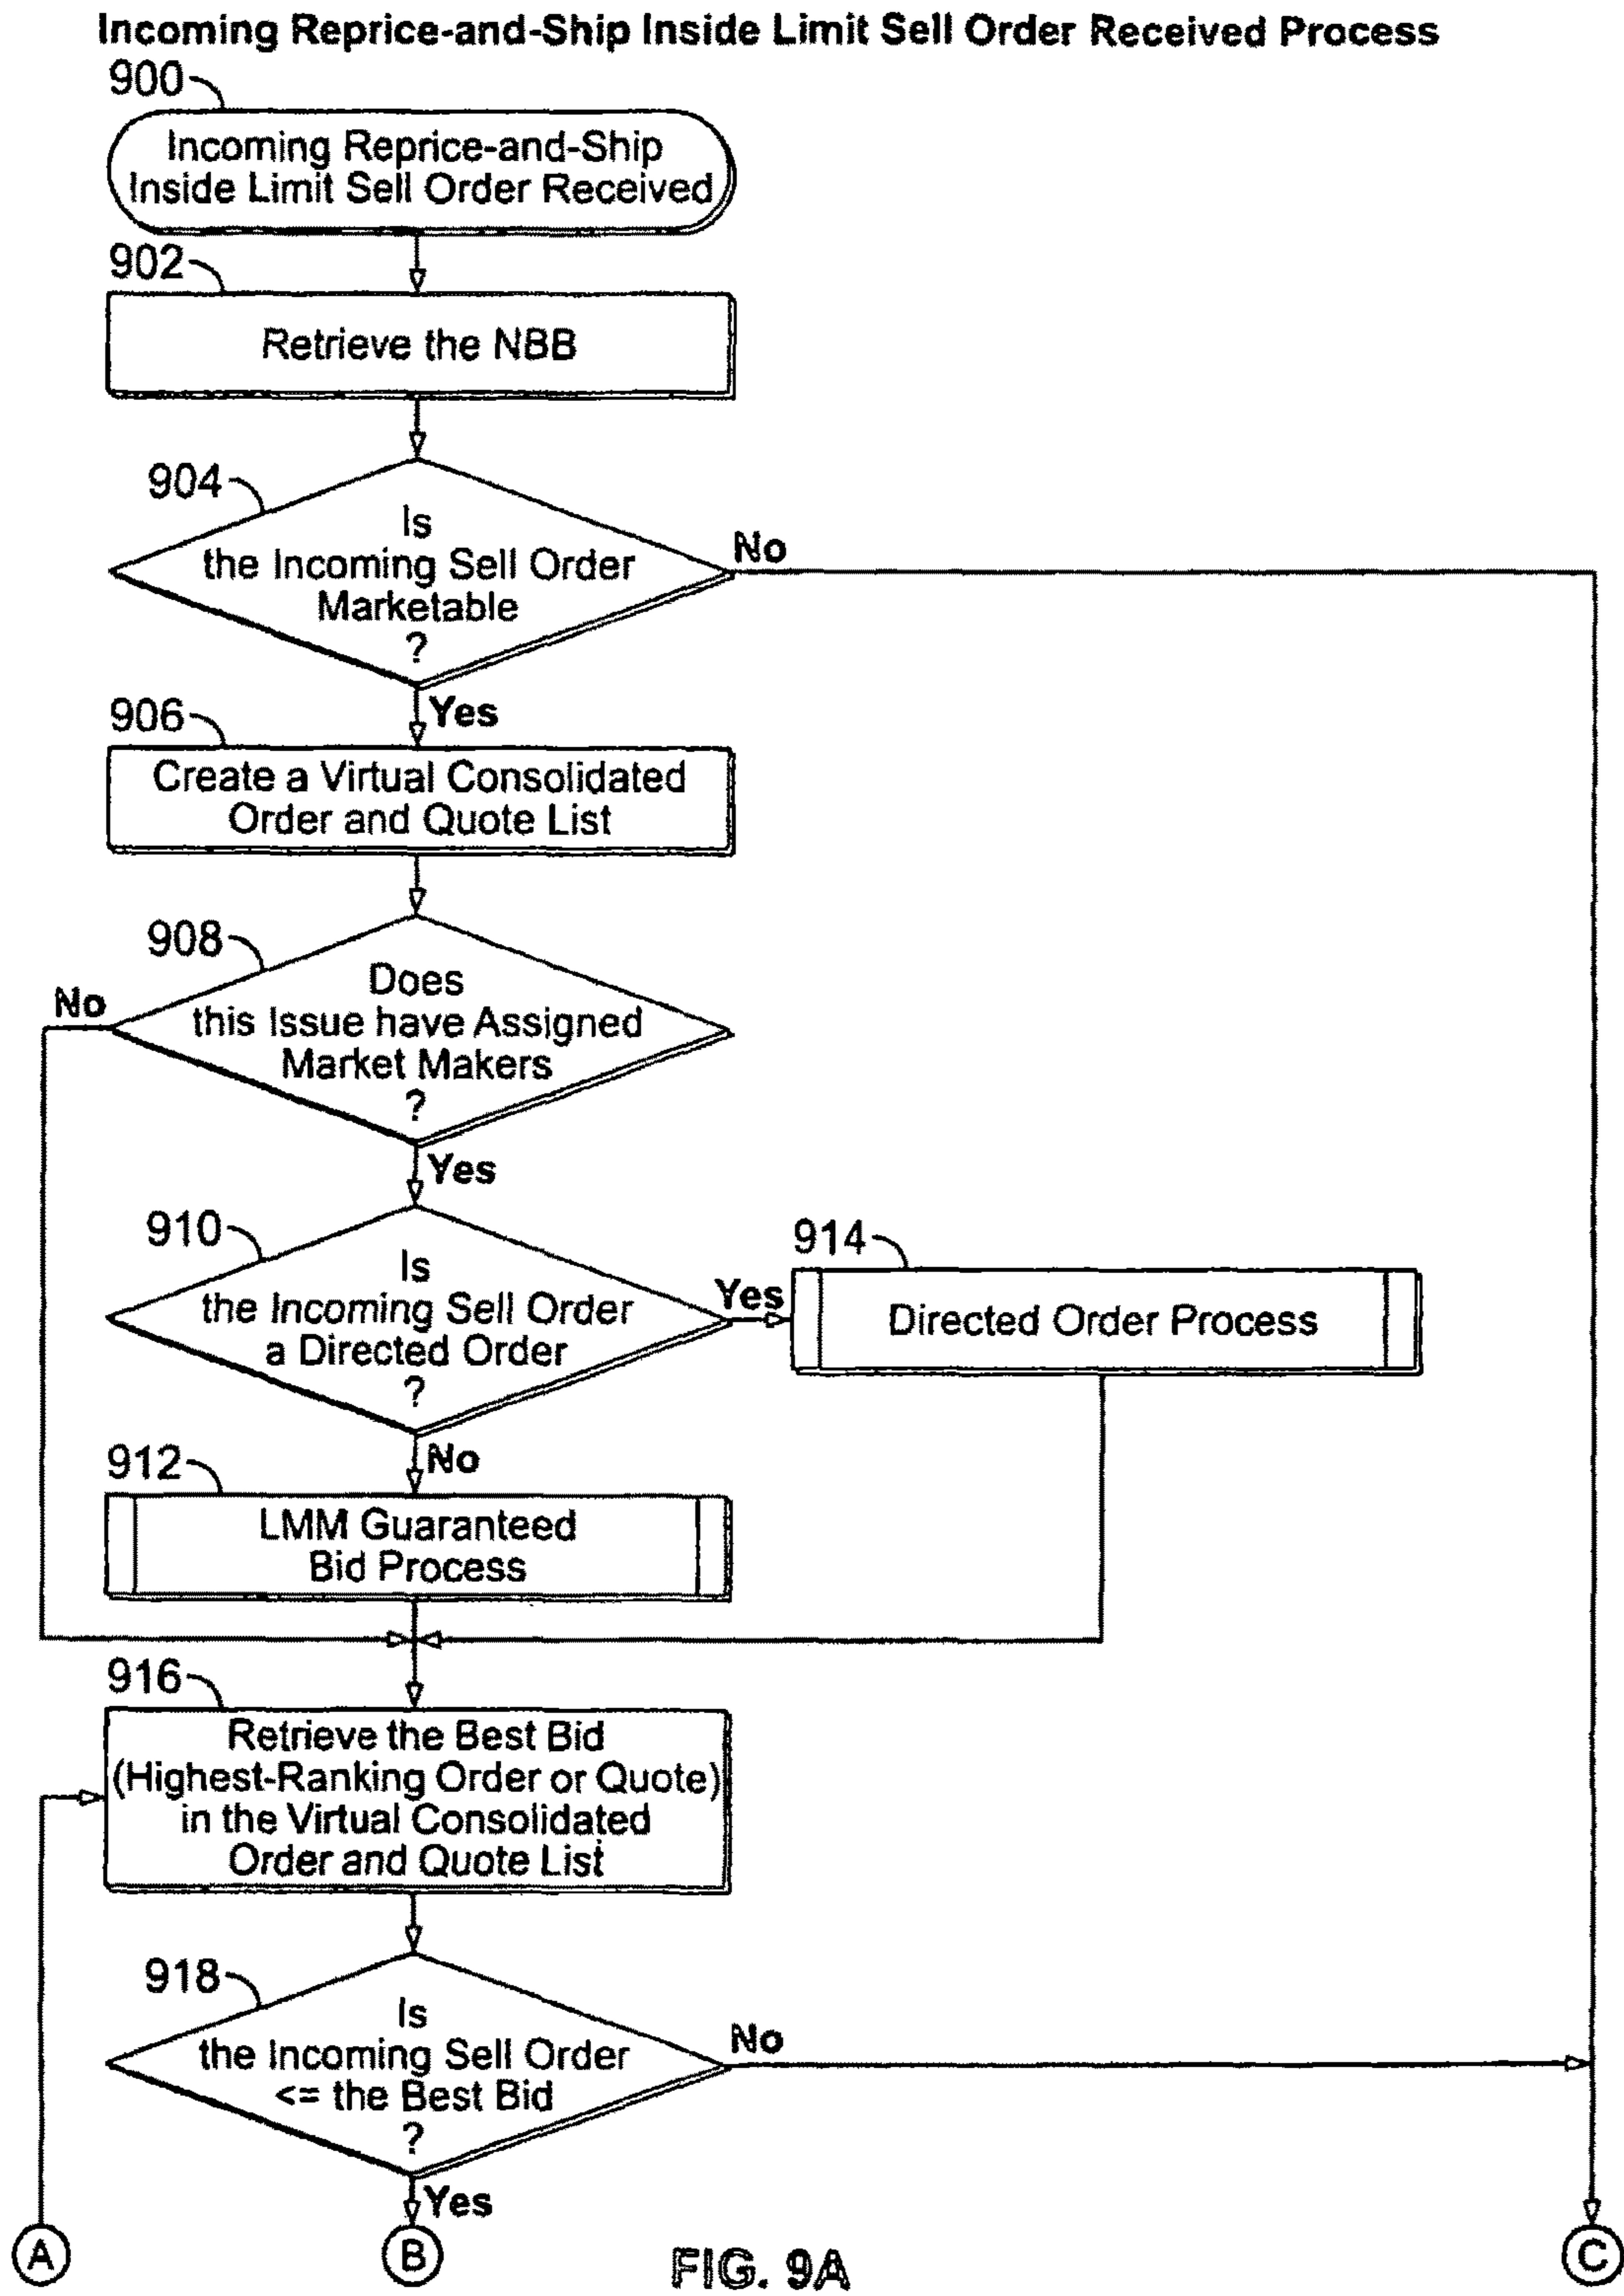 Incoming Reprice-and-Ship Inside Limit Sell Order Received Process
900
Incoming Reprice-and-Ship
Inside Limit Sell Order Received
902
Retrieve the NBB
904
Is
the Incoming Sell Order
Marketable
?
No
Yes
906
Create a Virtual Consolidated
Order and Quote List
908
Does
this Issue have Assigned
Market Makers
?
No
Yes
910
Is
the Incoming Sell Order
a Directed Order
?
Yes
914
Directed Order Process
No
912
LMM Guaranteed
Bid Process
916
Retrieve the Best Bid
(Highest-Ranking Order or Quote)
in the Virtual Consolidated
Order and Quote List
918
Is
the Incoming Sell Order
<= the Best Bid
?
No
Yes
A
B
C
FIG. 9A